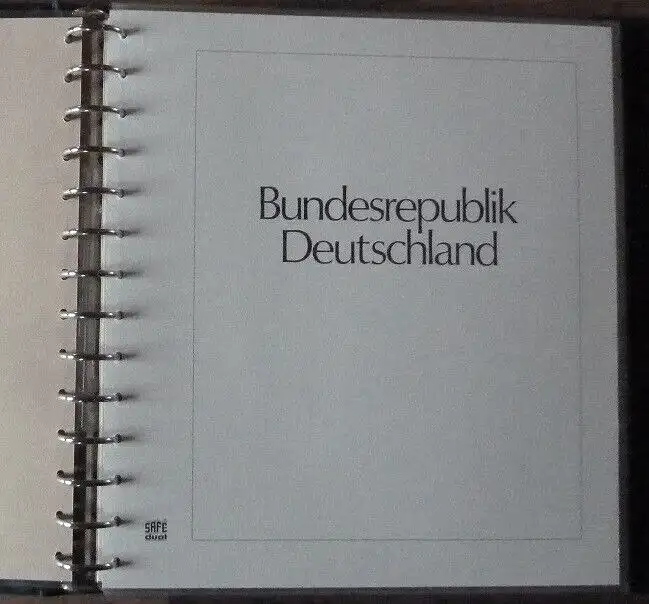 Bundesrepublik
Deutschland
SAFE
dual